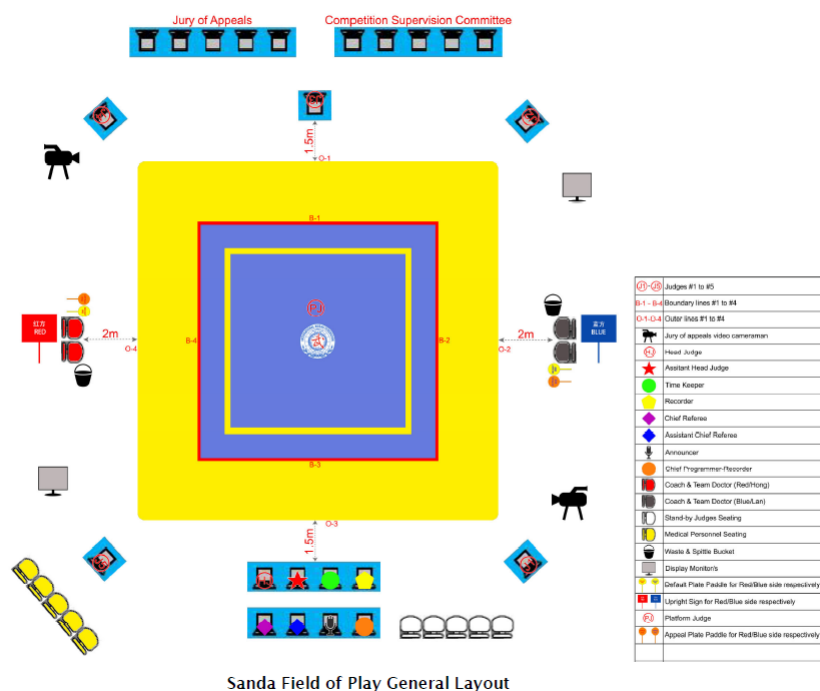 Jury of Appeals
Competition Supervision Committee
1.5m
O-1
B-1
红方
RED
2m
O-4
B-4
PJ
武
B-2
O-2
2m
蓝方
BLUE
B-3
O-3
1.5m
J1-J5 Judges #1 to #5
B-1 - B-4 Boundary lines #1 to #4
O-1-O-4 Outer lines #1 to #4
Jury of appeals video cameraman
HJ Head Judge
Assitant Head Judge
Time Keeper
Recorder
Chief Referee
Assistant Chief Referee
Announcer
Chief Programmer-Recorder
Coach & Team Doctor (Red/Hong)
Coach & Team Doctor (Blue/Lan)
Stand-by Judges Seating
Medical Personnel Seating
Waste & Spittle Bucket
Display Monitor/s
Default Plate Paddle for Red/Blue side respectively
Upright Sign for Red/Blue side respectively
PJ Platform Judge
Appeal Plate Paddle for Red/Blue side respectively
Sanda Field of Play General Layout